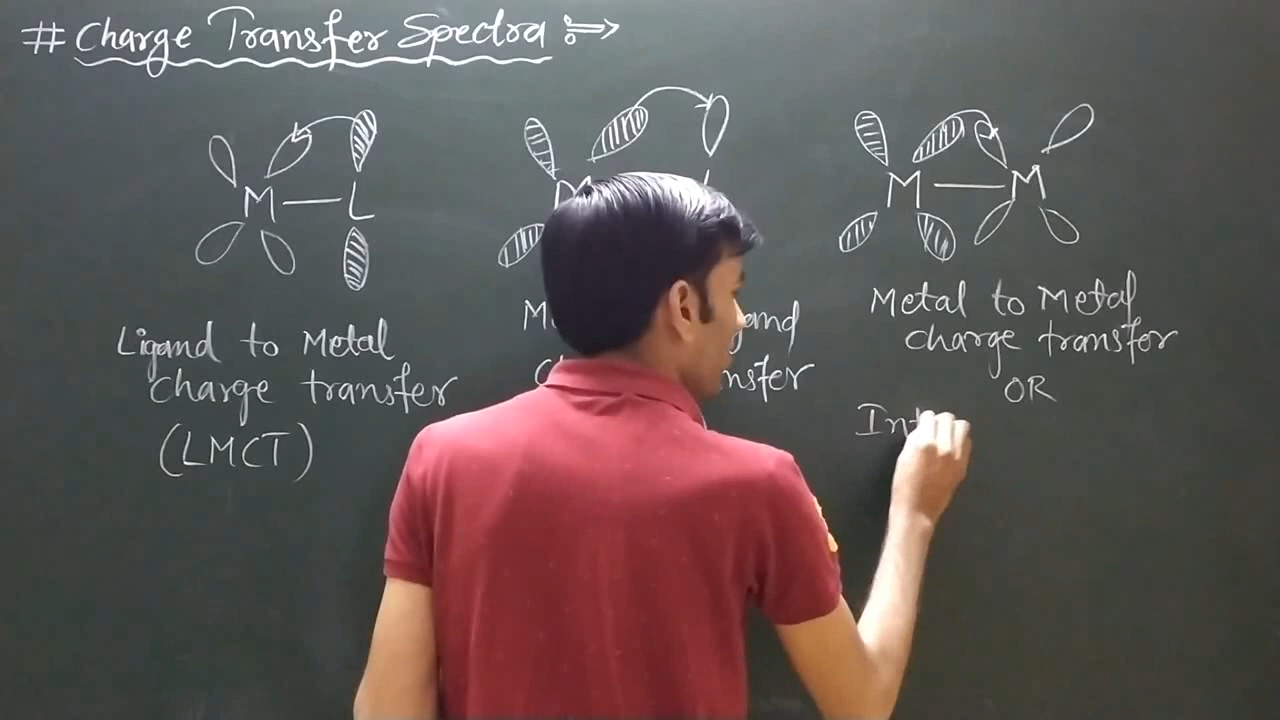 # Charge Transfer Spectra
M — L
M — M
Ligand to Metal
charge transfer
(LMCT)
Metal to Metal
charge transfer
OR